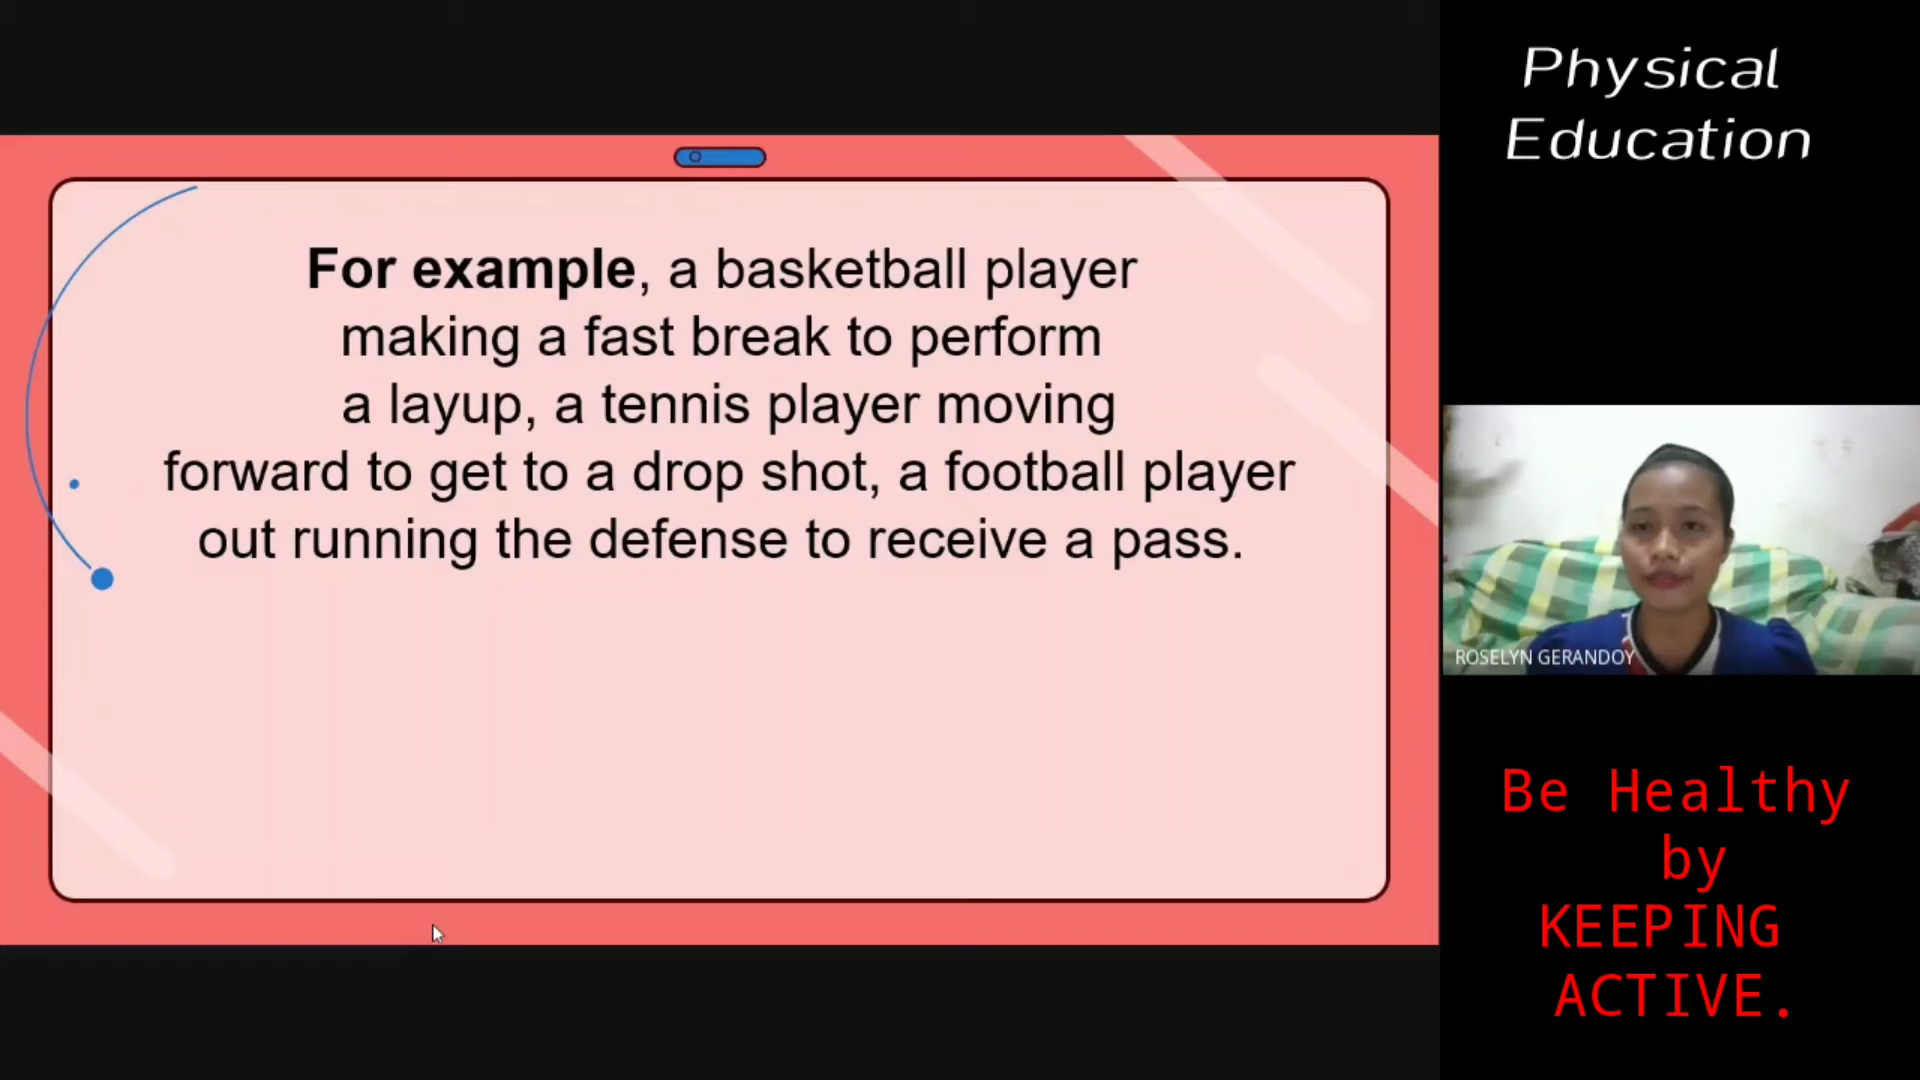 For example, a basketball player
making a fast break to perform
a layup, a tennis player moving
forward to get to a drop shot, a football player
out running the defense to receive a pass.
Physical
Education
ROSELYN GERANDOY
Be Healthy
by
KEEPING
ACTIVE.